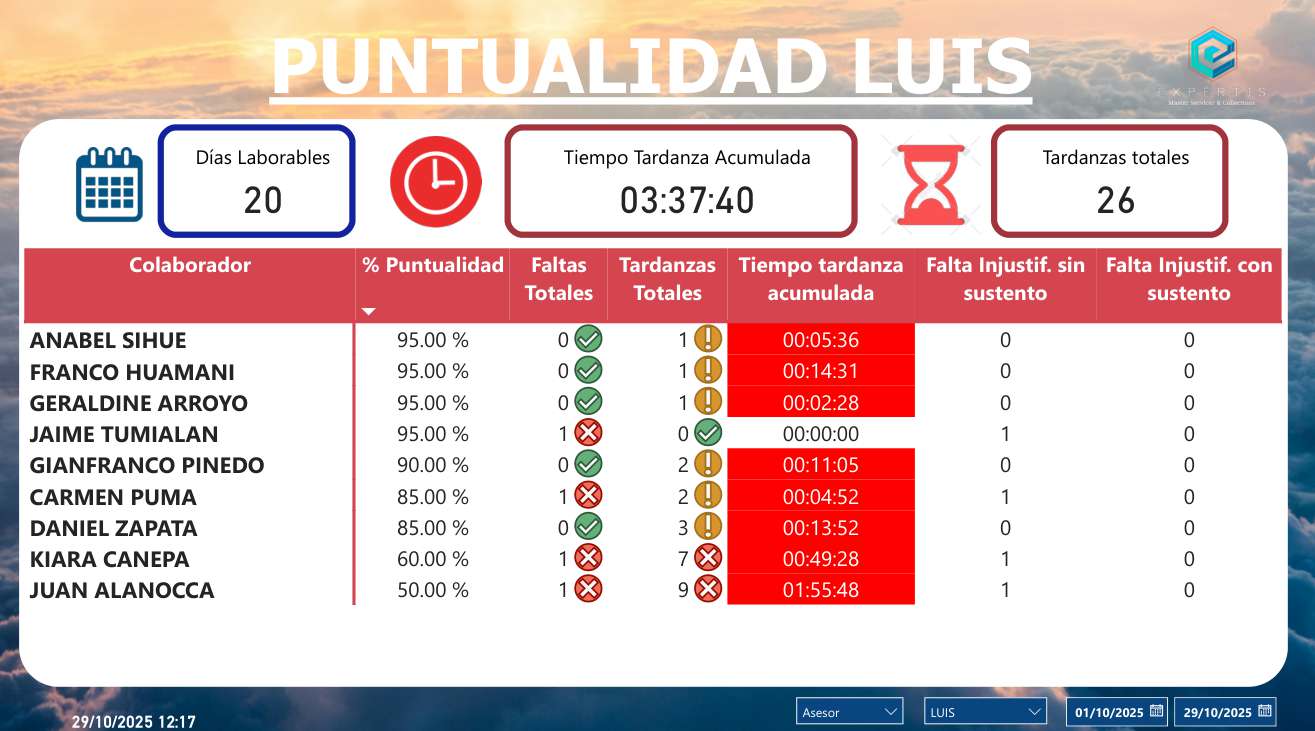 PUNTUALIDAD LUIS
EXPERTIS
Master Servicer & Collections
Días Laborables
20
Tiempo Tardanza Acumulada
03:37:40
Tardanzas totales
26
Colaborador % Puntualidad Faltas Totales Tardanzas Totales Tiempo tardanza acumulada Falta Injustif. sin sustento Falta Injustif. con sustento
ANABEL SIHUE 95.00 % 0 1 00:05:36 0 0
FRANCO HUAMANI 95.00 % 0 1 00:14:31 0 0
GERALDINE ARROYO 95.00 % 0 1 00:02:28 0 0
JAIME TUMIALAN 95.00 % 1 0 00:00:00 1 0
GIANFRANCO PINEDO 90.00 % 0 2 00:11:05 0 0
CARMEN PUMA 85.00 % 1 2 00:04:52 1 0
DANIEL ZAPATA 85.00 % 0 3 00:13:52 0 0
KIARA CANEPA 60.00 % 1 7 00:49:28 1 0
JUAN ALANOCCA 50.00 % 1 9 01:55:48 1 0
29/10/2025 12:17
Asesor
LUIS
01/10/2025
29/10/2025